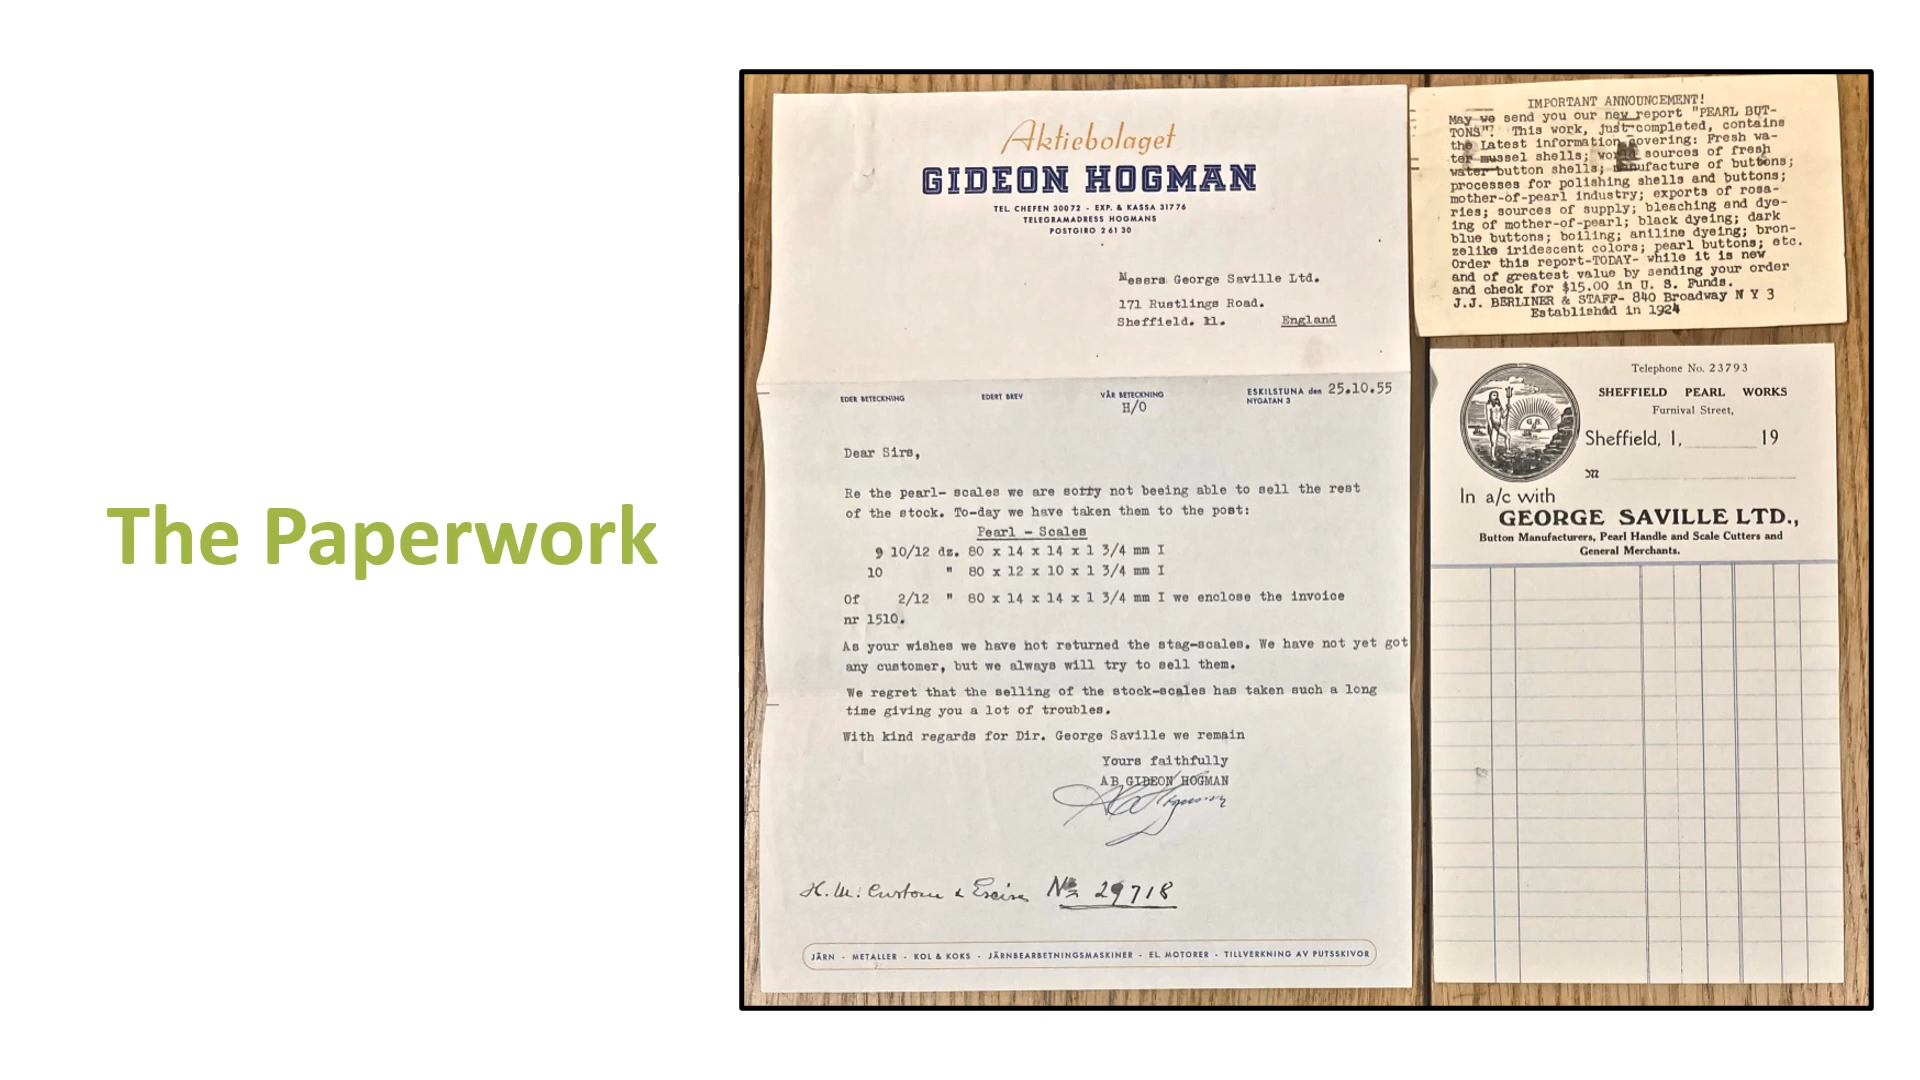 The Paperwork
Aktiebolaget
GIDEON HOGMAN
TEL. CHEFEN 30072 - EXP. & KASSA 31776
TELEGRAMADRESS HOGMANS
POSTGIRO 2 61 30
Messrs George Saville Ltd.
171 Rustlings Road.
Sheffield. 11. England
EDER BETECKNING EDERT BREV VÅR BETECKNING ESKILSTUNA den 25.10.55
H/O NYGATAN 3
Dear Sirs,
Re the pearl- scales we are sorry not beeing able to sell the rest
of the stock. To-day we have taken them to the post:
Pearl - Scales
9 10/12 dz. 80 x 14 x 14 x 1 3/4 mm I
10 " 80 x 12 x 10 x 1 3/4 mm I
Of 2/12 " 80 x 14 x 14 x 1 3/4 mm I we enclose the invoice
nr 1510.
As your wishes we have not returned the stag-scales. We have not yet got
any customer, but we always will try to sell them.
We regret that the selling of the stock-scales has taken such a long
time giving you a lot of troubles.
With kind regards for Dir. George Saville we remain
Yours faithfully
AB GIDEON HOGMAN
H.M. Customs & Excise No 29718
JÄRN - METALLER - KOL & KOKS - JÄRNBEARBETNINGSMASKINER - EL. MOTORER - TILLVERKNING AV PUTSSKIVOR
IMPORTANT ANNOUNCEMENT!
May we send you our new report "PEARL BUT-
TONS"? This work, just completed, contains
the latest information covering: Fresh wa-
ter mussel shells; world sources of fresh
water button shells; manufacture of buttons;
processes for polishing shells and buttons;
mother-of-pearl industry; exports of rosa-
ries; sources of supply; bleaching and dye-
ing of mother-of-pearl; black dyeing; dark
blue buttons; boiling; aniline dyeing; bron-
zelike iridescent colors; pearl buttons; etc.
Order this report-TODAY- while it is new
and of greatest value by sending your order
and check for $15.00 in U. S. Funds.
J.J. BERLINER & STAFF- 840 Broadway N Y 3
Established in 1924
Telephone No. 23793
SHEFFIELD PEARL WORKS
Furnival Street,
Sheffield, 1, 19
M
In a/c with
GEORGE SAVILLE LTD.,
Button Manufacturers, Pearl Handle and Scale Cutters and
General Merchants.